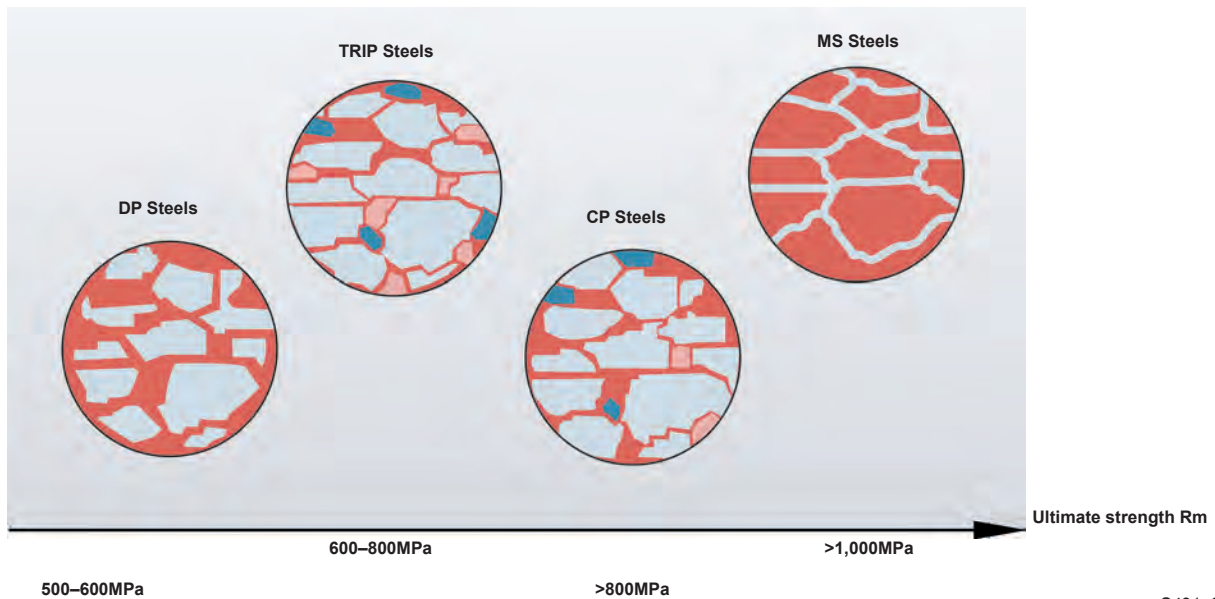 MS Steels
TRIP Steels
DP Steels
CP Steels
Ultimate strength Rm
600–800MPa
>1,000MPa
500–600MPa
>800MPa